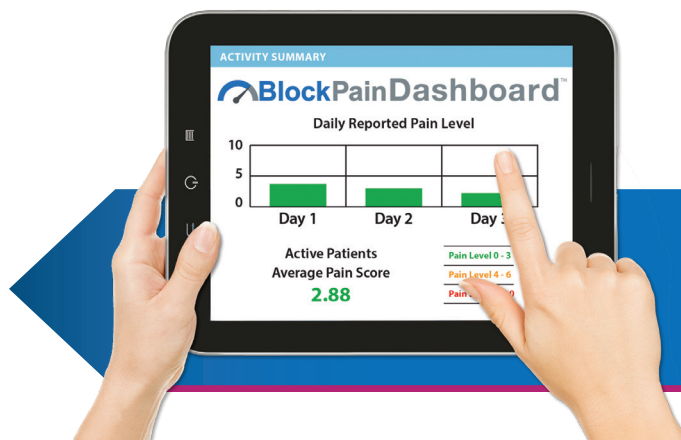 ACTIVITY SUMMARY
BlockPainDashboard™
Daily Reported Pain Level
10
5
0
Day 1
Day 2
Day
Active Patients
Average Pain Score
2.88
Pain Level 0 - 3
Pain Level 4 - 6